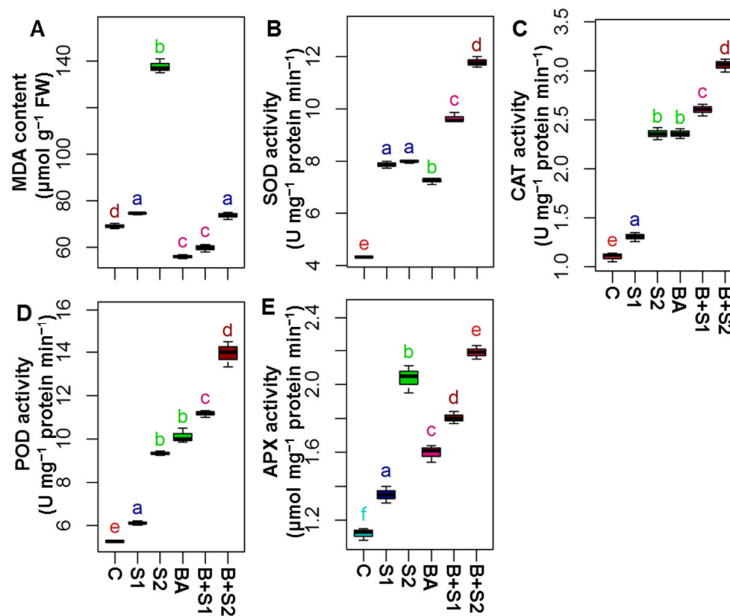 A
MDA content
(µmol g⁻¹ FW)
60
80
100
140
d
a
b
c
c
a
B
SOD activity
(U mg⁻¹ protein min⁻¹)
4
6
8
10
12
e
a
a
b
c
d
C
CAT activity
(U mg⁻¹ protein min⁻¹)
1.0
1.5
2.0
2.5
3.0
3.5
e
a
b
b
c
d
C
S1
S2
BA
B+S1
B+S2
D
POD activity
(U mg⁻¹ protein min⁻¹)
6
8
10
12
14
16
e
a
b
b
c
d
C
S1
S2
BA
B+S1
B+S2
E
APX activity
(µmol mg⁻¹ protein min⁻¹)
1.2
1.6
2.0
2.4
f
a
b
c
d
e
C
S1
S2
BA
B+S1
B+S2